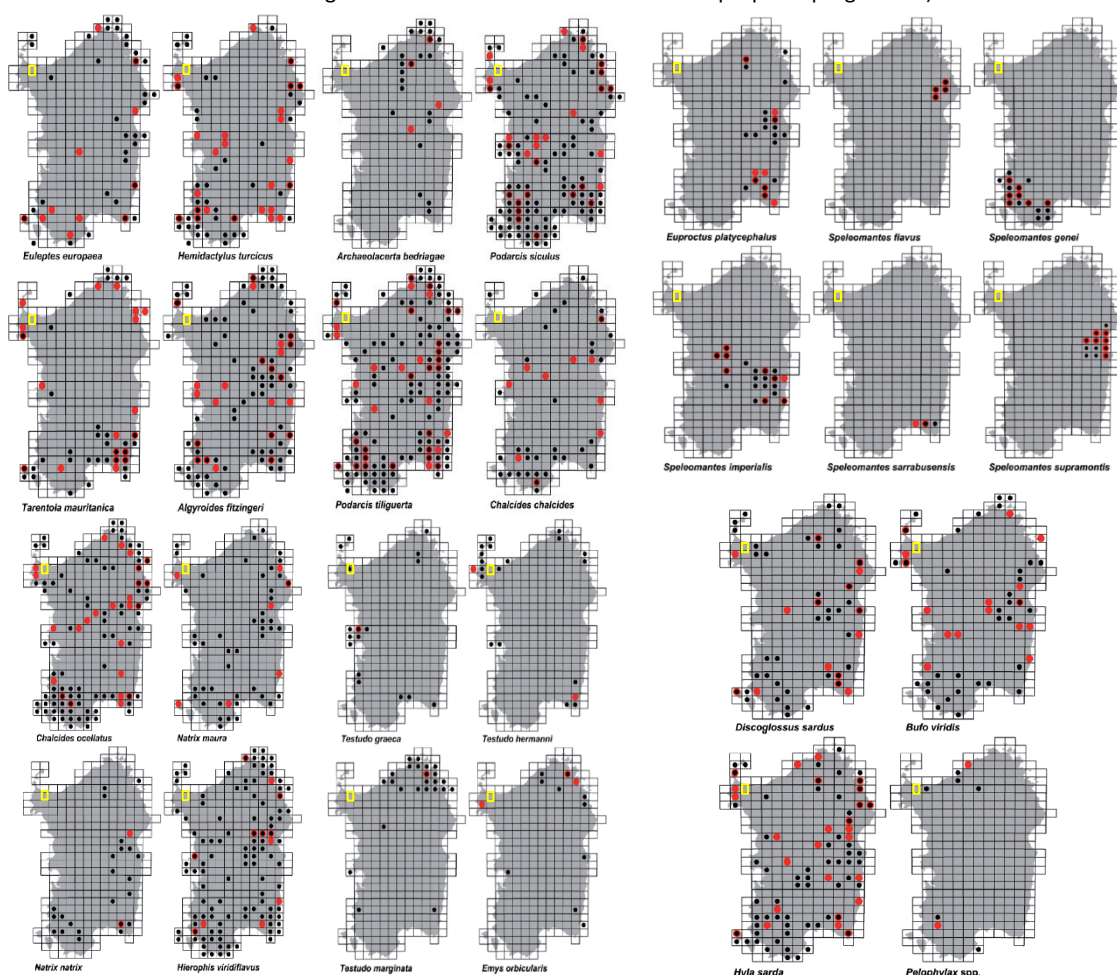 Euleptes europaea
Hemidactylus turcicus
Archaeolacerta bedriagae
Podarcis siculus
Euproctus platycephalus
Speleomantes flavus
Speleomantes genei
Tarentola mauritanica
Algyroides fitzingeri
Podarcis tiliguerta
Chalcides chalcides
Speleomantes imperialis
Speleomantes sarrabusensis
Speleomantes supramontis
Chalcides ocellatus
Natrix maura
Testudo graeca
Testudo hermanni
Discoglossus sardus
Bufo viridis
Natrix natrix
Hierophis viridiflavus
Testudo marginata
Emys orbicularis
Hyla sarda
Pelophylax spp.